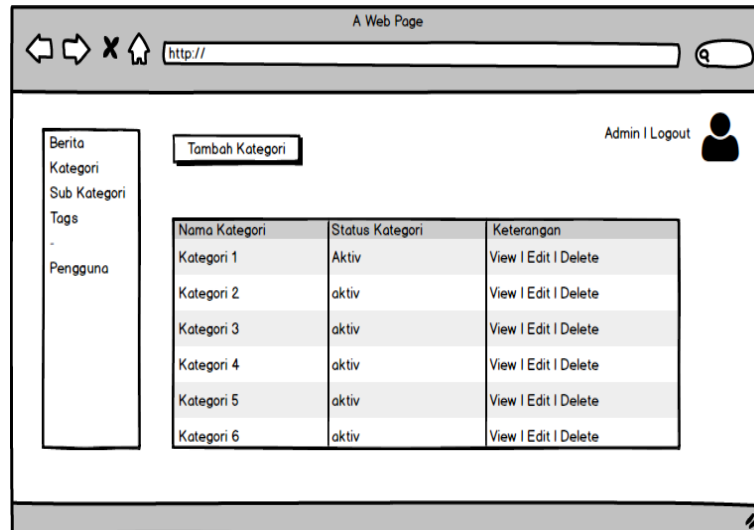 A Web Page
http://
Admin | Logout
Berita
Kategori
Sub Kategori
Tags
-
Pengguna
Tambah Kategori
Nama Kategori Status Kategori Keterangan
Kategori 1 Aktiv View | Edit | Delete
Kategori 2 aktiv View | Edit | Delete
Kategori 3 aktiv View | Edit | Delete
Kategori 4 aktiv View | Edit | Delete
Kategori 5 aktiv View | Edit | Delete
Kategori 6 aktiv View | Edit | Delete